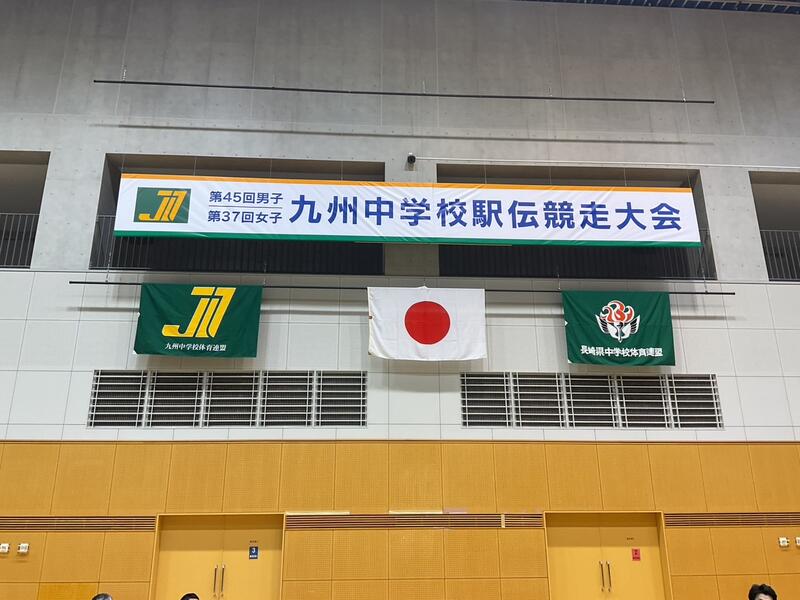 第45回男子
第37回女子
九州中学校駅伝競走大会
九州中学校体育連盟
長崎県中学校体育連盟
3
2